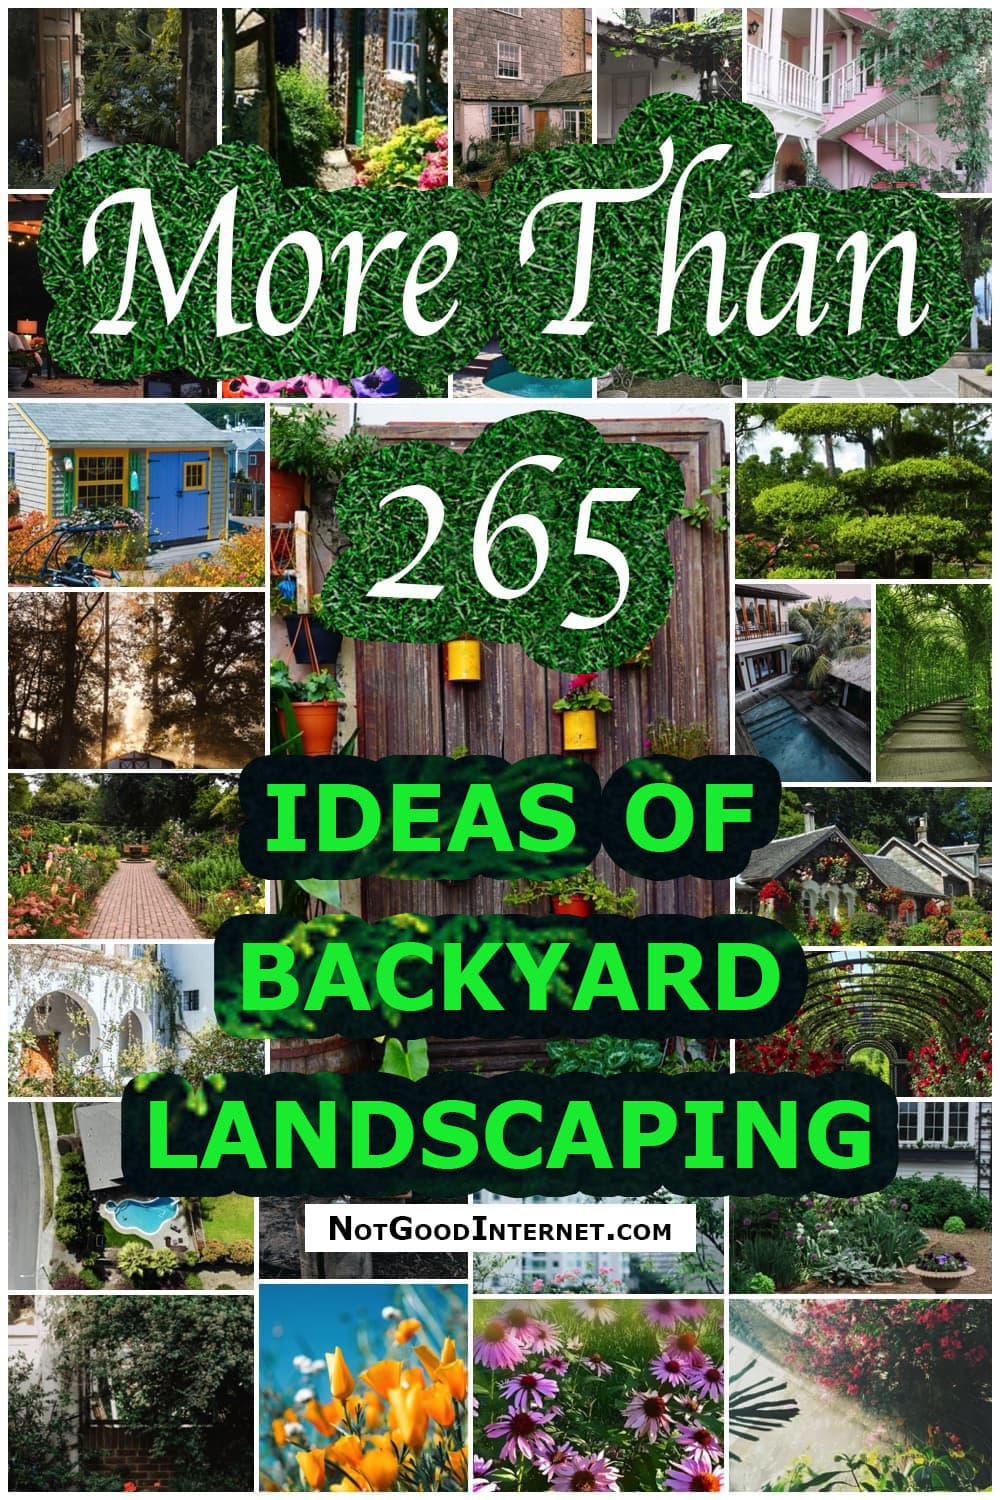 More Than
265
IDEAS OF
BACKYARD
LANDSCAPING
NotGoodInternet.com